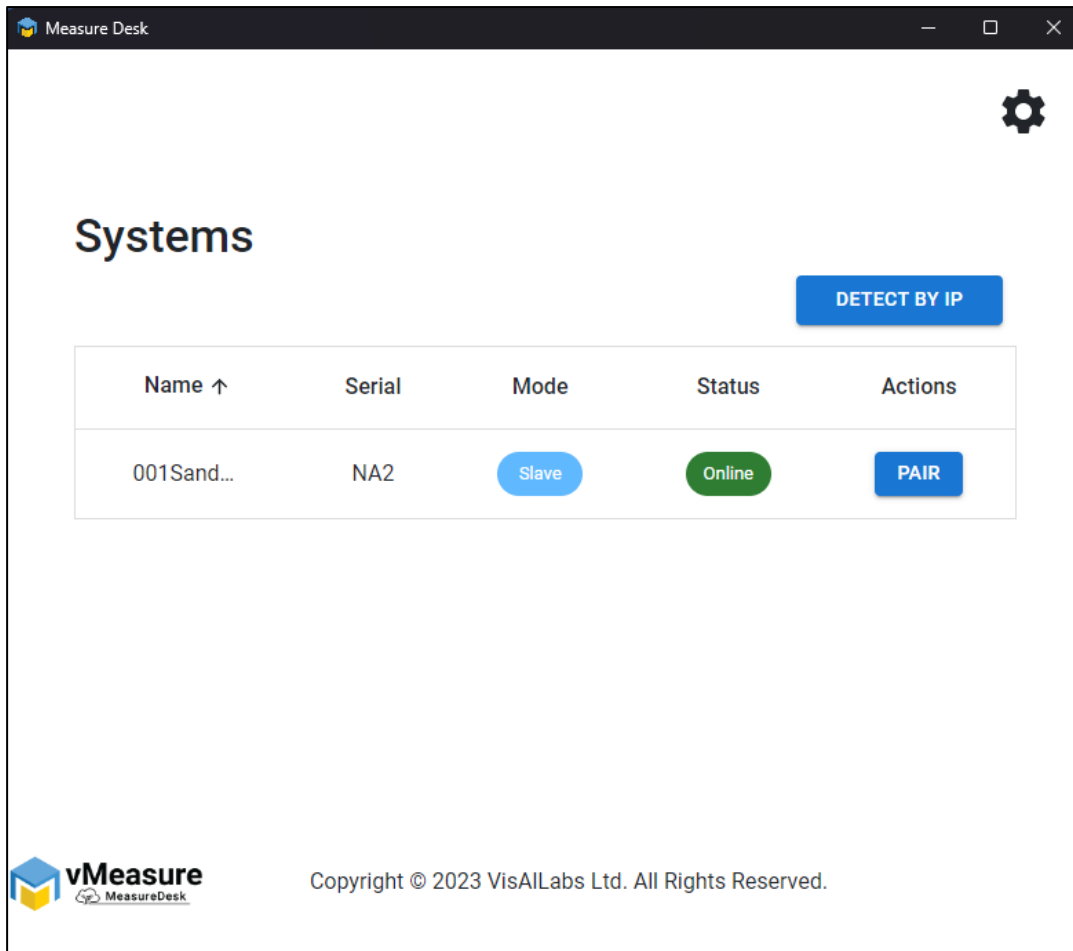 Measure Desk
Systems
DETECT BY IP
Name ↑ Serial Mode Status Actions
001Sand... NA2 Slave Online PAIR
vMeasure
MeasureDesk
Copyright © 2023 VisAILabs Ltd. All Rights Reserved.